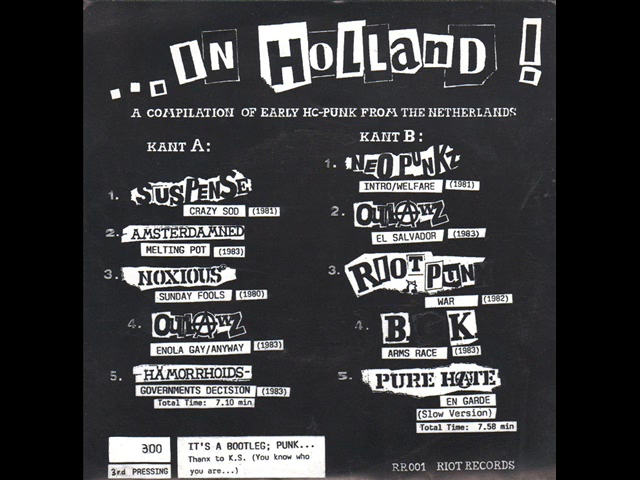 ...IN HOLLAND!
A COMPILATION OF EARLY HC-PUNK FROM THE NETHERLANDS
KANT A:
1. SUSPENSE
CRAZY SOD (1981)
2. AMSTERDAMNED
MELTING POT (1983)
3. NOXIOUS
SUNDAY FOOLS (1980)
4. OUTLAWZ
ENOLA GAY/ANYWAY (1983)
5. -HÄMORRHOIDS-
GOVERNMENTS DECISION (1983)
Total Time: 7.10 min
KANT B:
1. NEO PUNKZ
INTRO/WELFARE (1981)
2. OUTLAWZ
EL SALVADOR (1983)
3. RIOT PUN
WAR (1982)
4. B K
ARMS RACE (1983)
5. PURE HATE
EN GARDE
(Slow Version)
Total Time: 7.58 min
300
3rd PRESSING
IT'S A BOOTLEG; PUNK...
Thanx to K.S. (You know who
you are...)
RR001 RIOT RECORDS